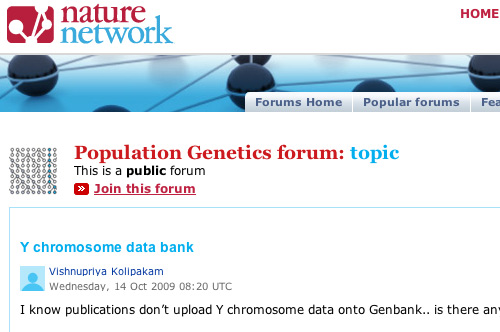 nature
network
HOME
Forums Home
Popular forums
Population Genetics forum: topic
This is a public forum
Join this forum
Y chromosome data bank
Vishnupriya Kolipakam
Wednesday, 14 Oct 2009 08:20 UTC
I know publications don't upload Y chromosome data onto Genbank.. is there